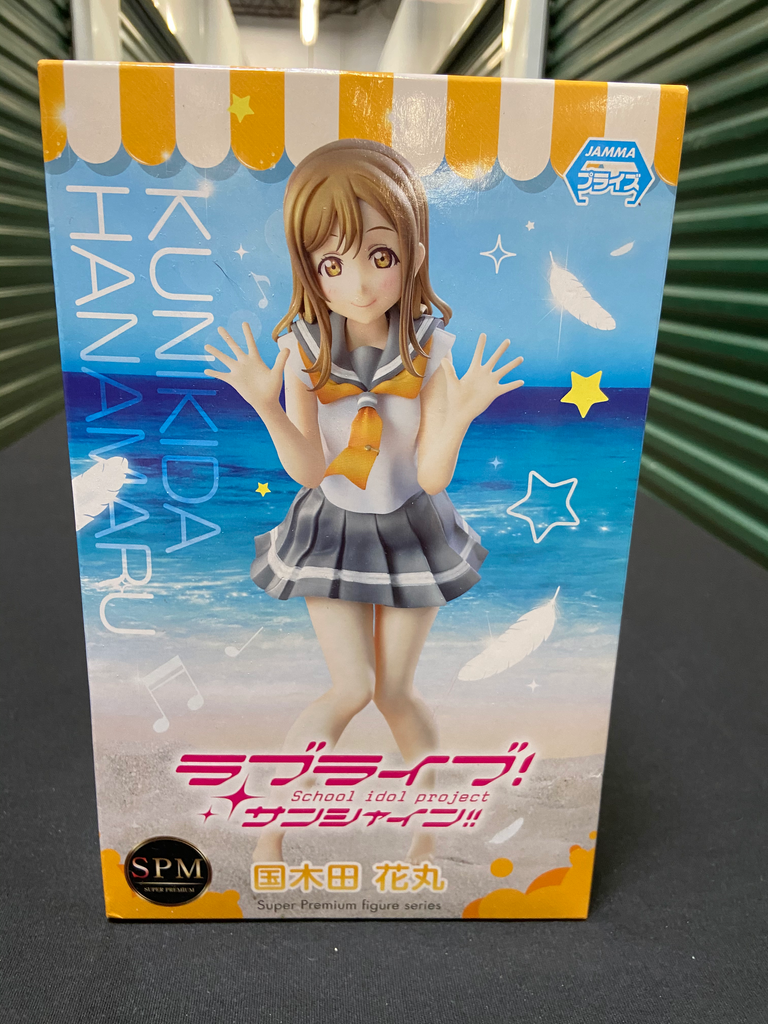 JAMMA
プライズ
KUNIKIDA
HANAMARU
ラブライブ!
School idol project
サンシャイン!!
SPM
SUPER PREMIUM
国木田 花丸
Super Premium figure series